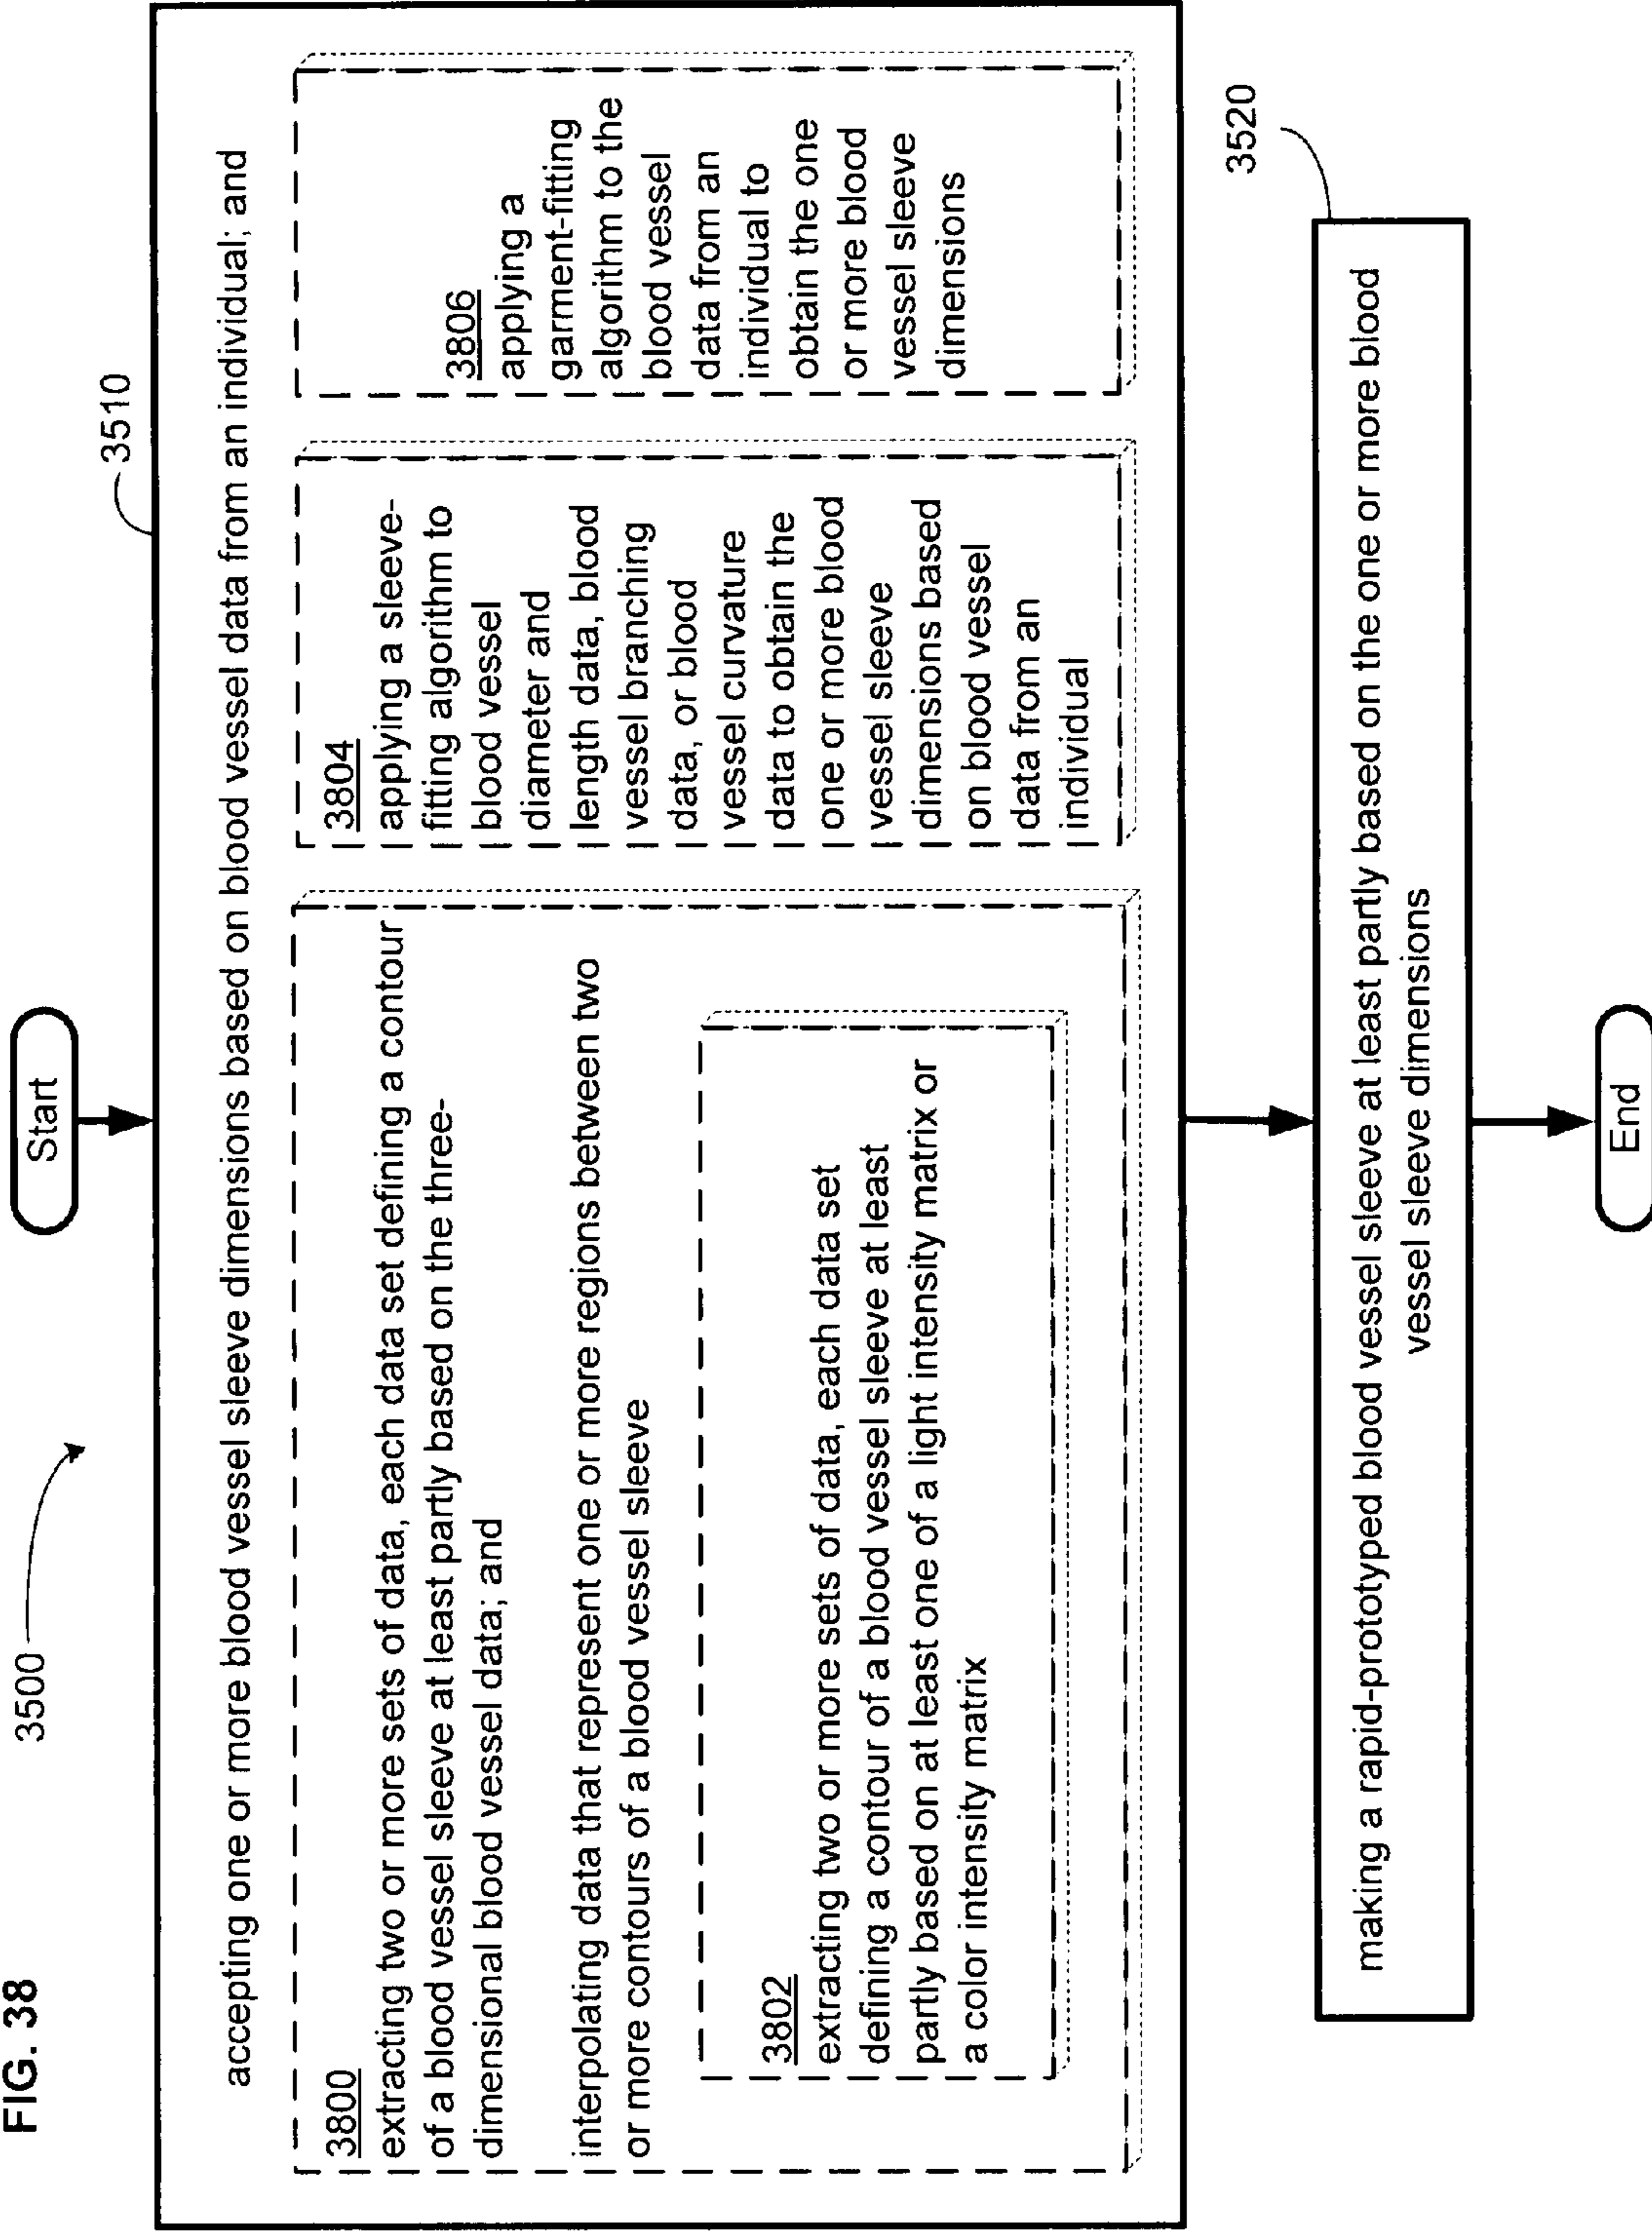 FIG. 38
3500
Start
3510
accepting one or more blood vessel sleeve dimensions based on blood vessel data from an individual; and
3800
extracting two or more sets of data, each data set defining a contour
of a blood vessel sleeve at least partly based on the three-
dimensional blood vessel data; and
interpolating data that represent one or more regions between two
or more contours of a blood vessel sleeve
3802
extracting two or more sets of data, each data set
defining a contour of a blood vessel sleeve at least
partly based on at least one of a light intensity matrix or
a color intensity matrix
3804
applying a sleeve-
fitting algorithm to
blood vessel
diameter and
length data, blood
vessel branching
data, or blood
vessel curvature
data to obtain the
one or more blood
vessel sleeve
dimensions based
on blood vessel
data from an
individual
3806
applying a
garment-fitting
algorithm to the
blood vessel
data from an
individual to
obtain the one
or more blood
vessel sleeve
dimensions
3520
making a rapid-prototyped blood vessel sleeve at least partly based on the one or more blood
vessel sleeve dimensions
End